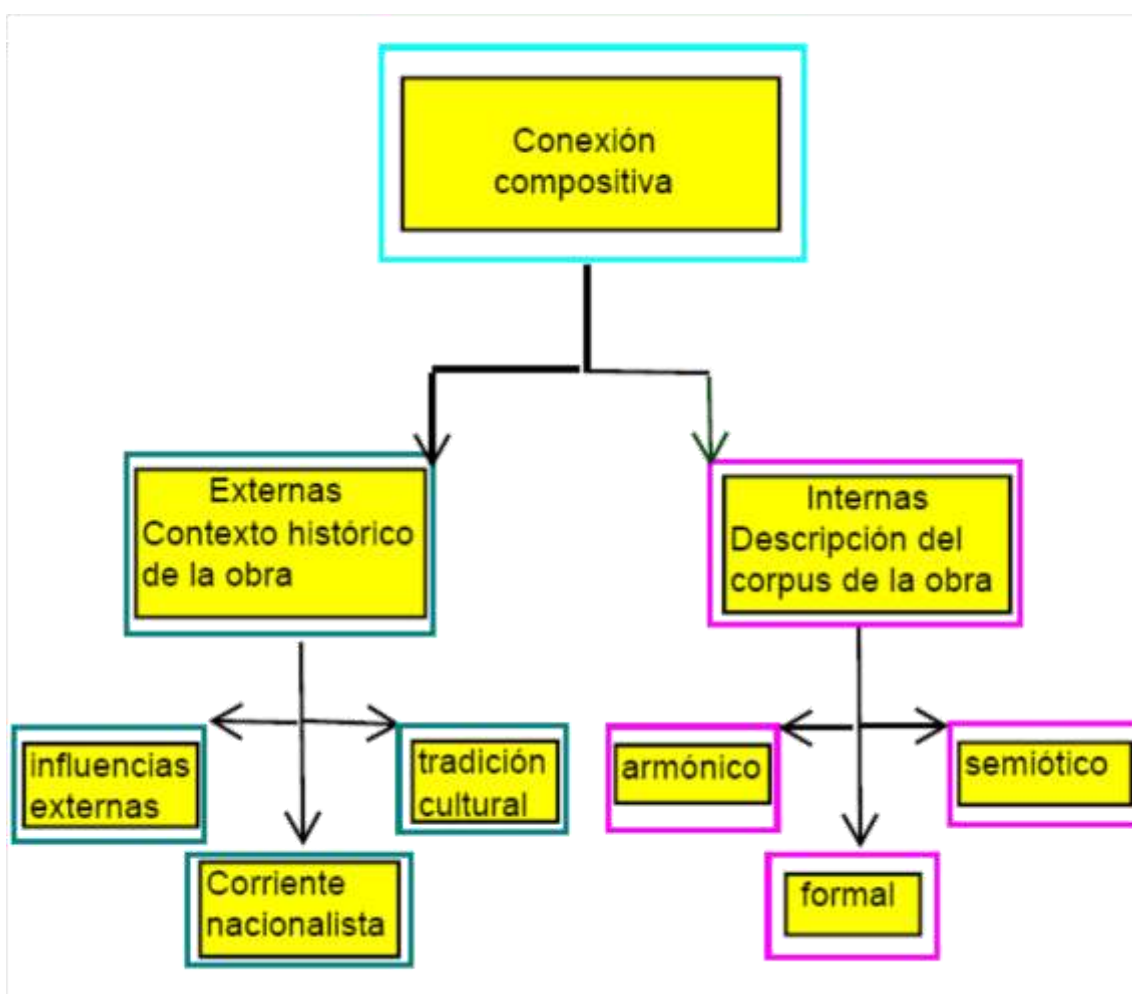 Conexión
compositiva
Externas
Contexto histórico
de la obra
Internas
Descripción del
corpus de la obra
influencias
externas
tradición
cultural
Corriente
nacionalista
armónico
semiótico
formal